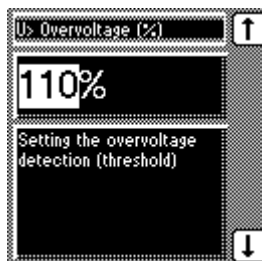 U> Overvoltage (%)
110%
Setting the overvoltage
detection (threshold)